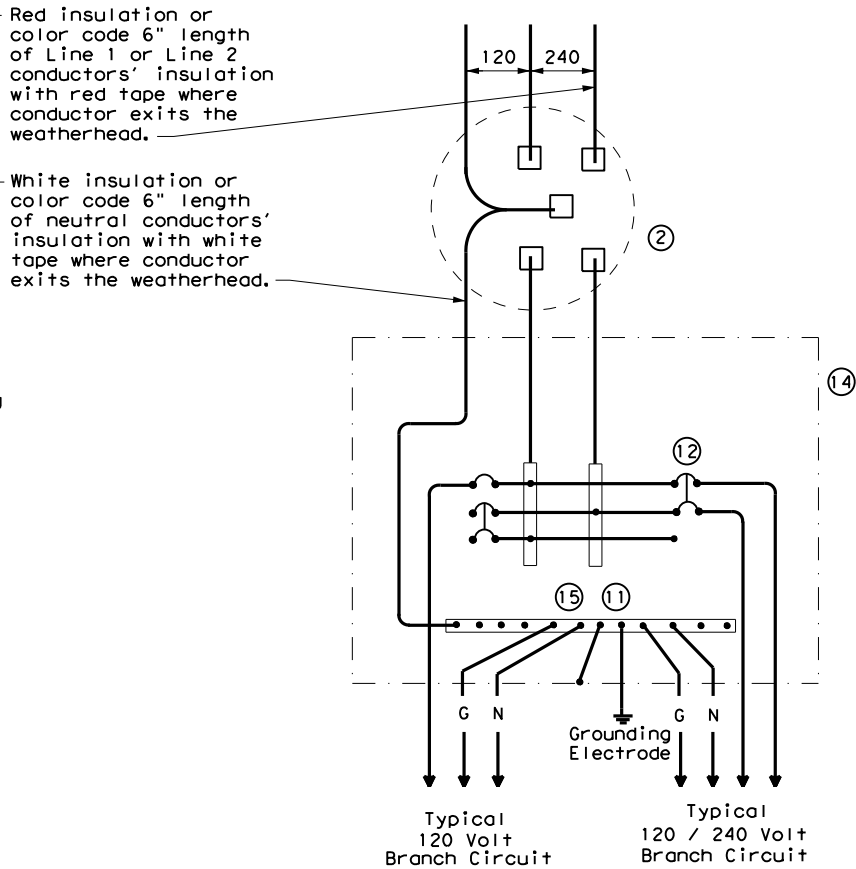 Red insulation or
color code 6" length
of Line 1 or Line 2
conductors' insulation
with red tape where
conductor exits the
weatherhead.
120
240
White insulation or
color code 6" length
of neutral conductors'
insulation with white
tape where conductor
exits the weatherhead.
2
14
12
15
11
G
N
Grounding
Electrode
G
N
Typical
120 Volt
Branch Circuit
Typical
120 / 240 Volt
Branch Circuit